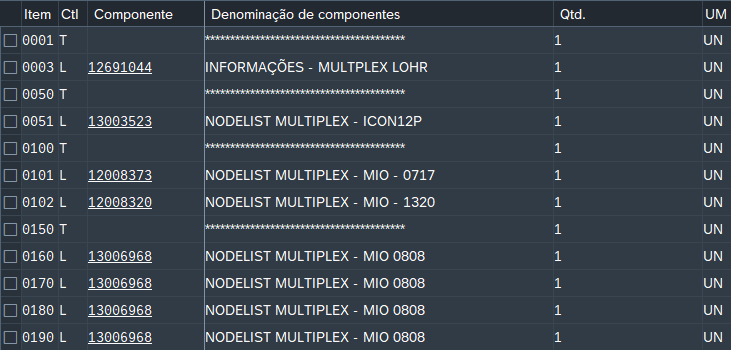 Item Ctl Componente Denominação de componentes Qtd. UM
0001 T **************************************** 1 UN
0003 L 12691044 INFORMAÇÕES - MULTPLEX LOHR 1 UN
0050 T **************************************** 1 UN
0051 L 13003523 NODELIST MULTIPLEX - ICON12P 1 UN
0100 T **************************************** 1 UN
0101 L 12008373 NODELIST MULTIPLEX - MIO - 0717 1 UN
0102 L 12008320 NODELIST MULTIPLEX - MIO - 1320 1 UN
0150 T **************************************** 1 UN
0160 L 13006968 NODELIST MULTIPLEX - MIO 0808 1 UN
0170 L 13006968 NODELIST MULTIPLEX - MIO 0808 1 UN
0180 L 13006968 NODELIST MULTIPLEX - MIO 0808 1 UN
0190 L 13006968 NODELIST MULTIPLEX - MIO 0808 1 UN